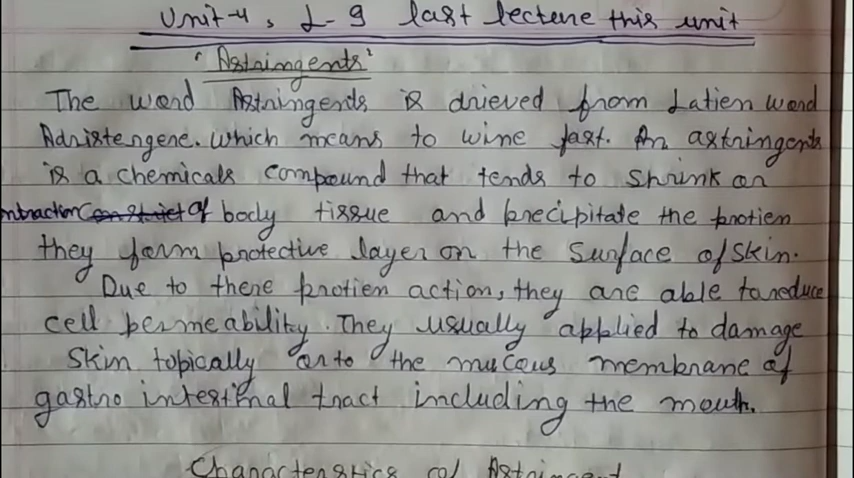 Unit-4, L-9 last lecture this unit
'Astringents'
The word Astringents is drieved from Latien word
Adristengene. which means to wine fast. An astringents
is a chemicals compound that tends to shrink or
ntraction of body tissue and precipitate the protien
they form protective layer on the surface of skin.
Due to there protien action, they are able to reduce
cell permeability. They usually applied to damage
skin topically or to the mucous membrane of
gastro intestinal tract including the mouth.
Characterstics of Astringent